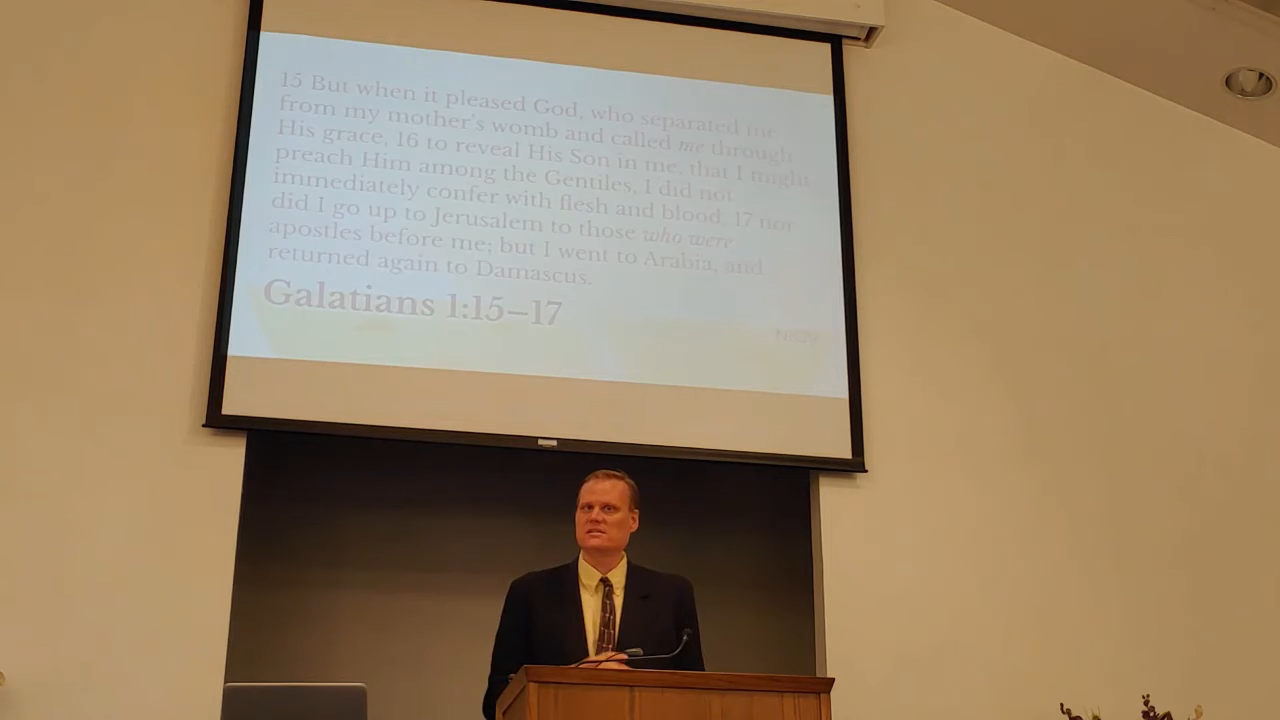 15 But when it pleased God, who separated me
from my mother's womb and called me through
His grace, 16 to reveal His Son in me, that I might
preach Him among the Gentiles, I did not
immediately confer with flesh and blood, 17 nor
did I go up to Jerusalem to those who were
apostles before me; but I went to Arabia, and
returned again to Damascus.
Galatians 1:15–17
NKJV